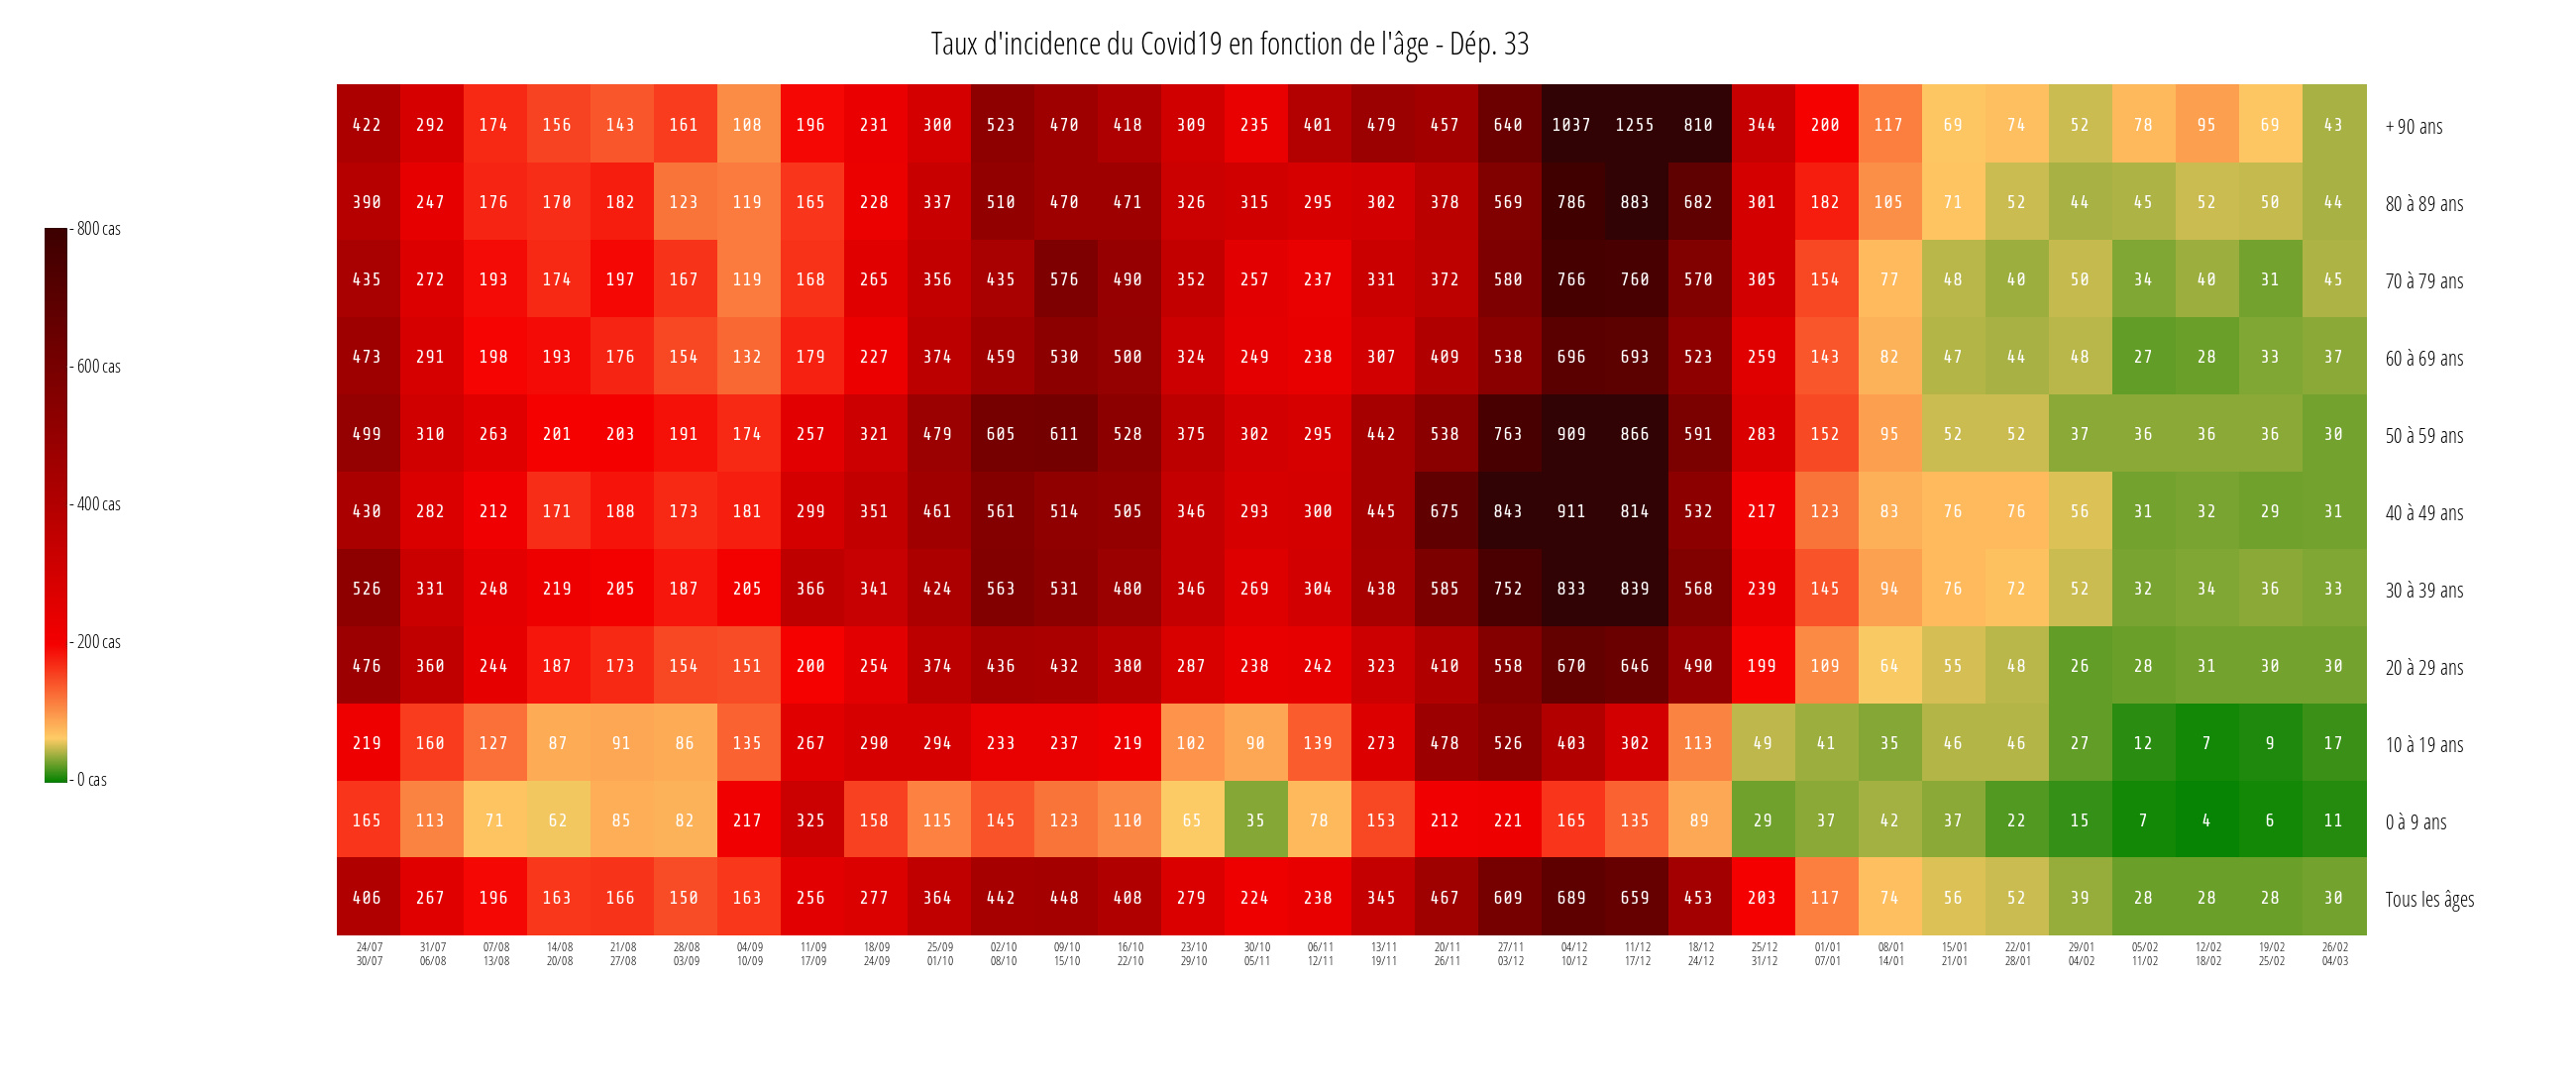 Taux d'incidence du Covid19 en fonction de l'âge - Dép. 33
- 800 cas
- 600 cas
- 400 cas
- 200 cas
- 0 cas
422 292 174 156 143 161 108 196 231 300 523 470 418 309 235 401 479 457 640 1037 1255 810 344 200 117 69 74 52 78 95 69 43 + 90 ans
390 247 176 170 182 123 119 165 228 337 510 470 471 326 315 295 302 378 569 786 883 682 301 182 105 71 52 44 45 52 50 44 80 à 89 ans
435 272 193 174 197 167 119 168 265 356 435 576 490 352 257 237 331 372 580 766 760 570 305 154 77 48 40 50 34 40 31 45 70 à 79 ans
473 291 198 193 176 154 132 179 227 374 459 530 500 324 249 238 307 409 538 696 693 523 259 143 82 47 44 48 27 28 33 37 60 à 69 ans
499 310 263 201 203 191 174 257 321 479 605 611 528 375 302 295 442 538 763 909 866 591 283 152 95 52 52 37 36 36 36 30 50 à 59 ans
430 282 212 171 188 173 181 299 351 461 561 514 505 346 293 300 445 675 843 911 814 532 217 123 83 76 76 56 31 32 29 31 40 à 49 ans
526 331 248 219 205 187 205 366 341 424 563 531 480 346 269 304 438 585 752 833 839 568 239 145 94 76 72 52 32 34 36 33 30 à 39 ans
476 360 244 187 173 154 151 200 254 374 436 432 380 287 238 242 323 410 558 670 646 490 199 109 64 55 48 26 28 31 30 30 20 à 29 ans
219 160 127 87 91 86 135 267 290 294 233 237 219 102 90 139 273 478 526 403 302 113 49 41 35 46 46 27 12 7 9 17 10 à 19 ans
165 113 71 62 85 82 217 325 158 115 145 123 110 65 35 78 153 212 221 165 135 89 29 37 42 37 22 15 7 4 6 11 0 à 9 ans
406 267 196 163 166 150 163 256 277 364 442 448 408 279 224 238 345 467 609 689 659 453 203 117 74 56 52 39 28 28 28 30 Tous les âges
24/07 31/07 07/08 14/08 21/08 28/08 04/09 11/09 18/09 25/09 02/10 09/10 16/10 23/10 30/10 06/11 13/11 20/11 27/11 04/12 11/12 18/12 25/12 01/01 08/01 15/01 22/01 29/01 05/02 12/02 19/02 26/02
30/07 06/08 13/08 20/08 27/08 03/09 10/09 17/09 24/09 01/10 08/10 15/10 22/10 29/10 05/11 12/11 19/11 26/11 03/12 10/12 17/12 24/12 31/12 07/01 14/01 21/01 28/01 04/02 11/02 18/02 25/02 04/03